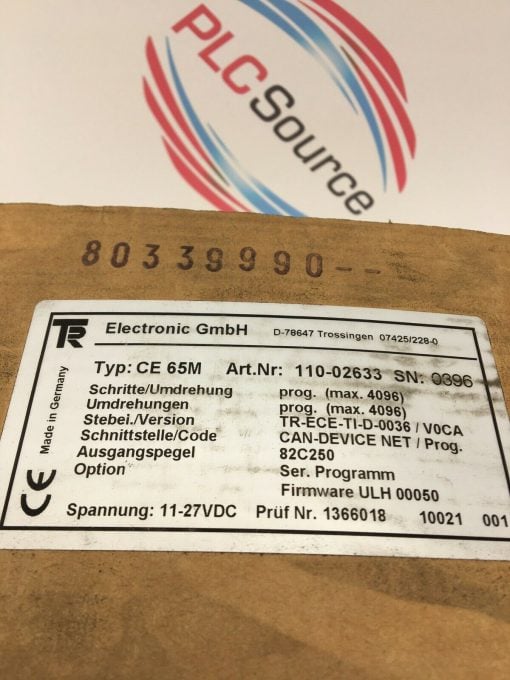 PLCSource
80339990--
TR Electronic GmbH D-78647 Trossingen 07425/228-0
Typ: CE 65M Art.Nr: 110-02633 SN: 0396
Schritte/Umdrehung prog. (max. 4096)
Umdrehungen prog. (max. 4096)
Stebel./Version TR-ECE-TI-D-0036 / V0CA
Schnittstelle/Code CAN-DEVICE NET / Prog.
Ausgangspegel 82C250
Option Ser. Programm
Firmware ULH 00050
Spannung: 11-27VDC Prüf Nr. 1366018 10021 001
Made in Germany
CE